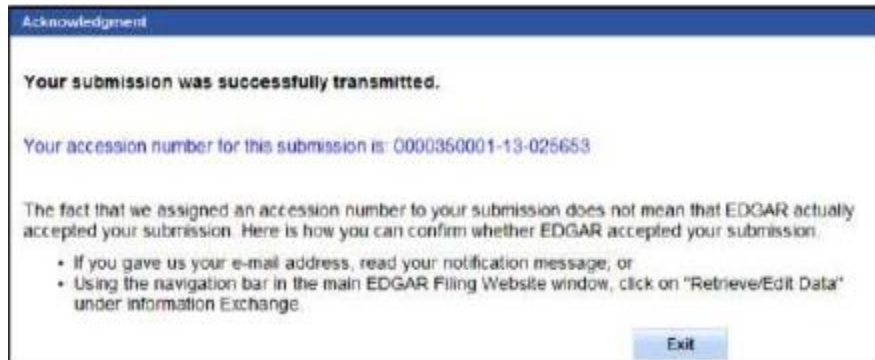 Acknowledgment
Your submission was successfully transmitted.
Your accession number for this submission is: 0000350001-13-025653
The fact that we assigned an accession number to your submission does not mean that EDGAR actually
accepted your submission. Here is how you can confirm whether EDGAR accepted your submission.
• If you gave us your e-mail address, read your notification message; or
• Using the navigation bar in the main EDGAR Filing Website window, click on "Retrieve/Edit Data"
under Information Exchange.
Exit